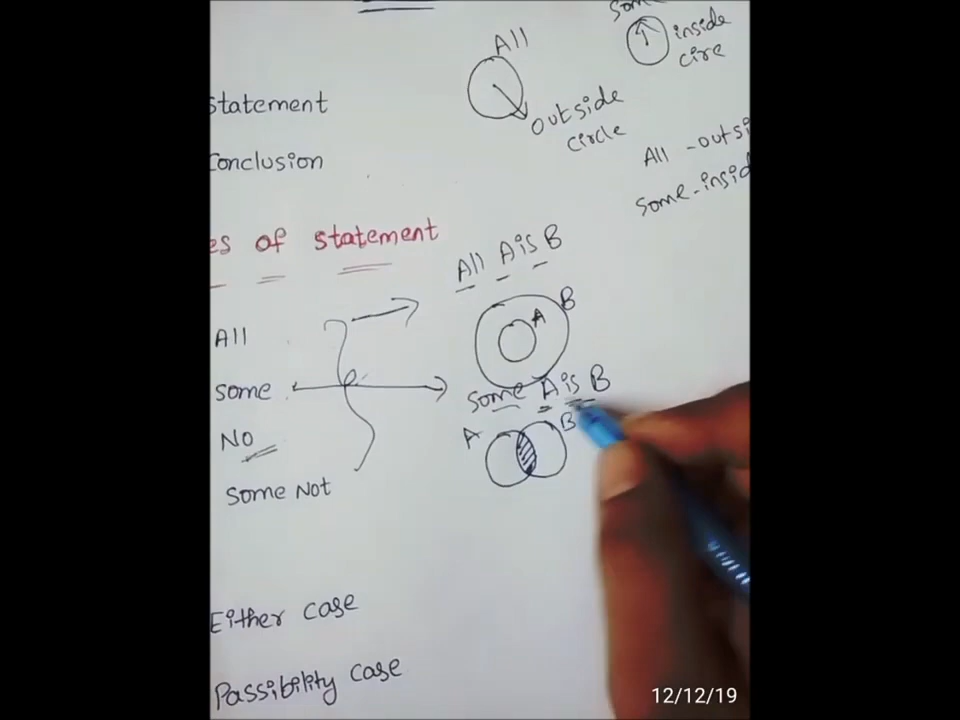 All
inside
cire
statement
outside
circle
Conclusion
All - outsi
some - insid
es of statement
All A is B
B
A
All
some
some A is B
A
B
No
some Not
Either case
Passibility case
12/12/19